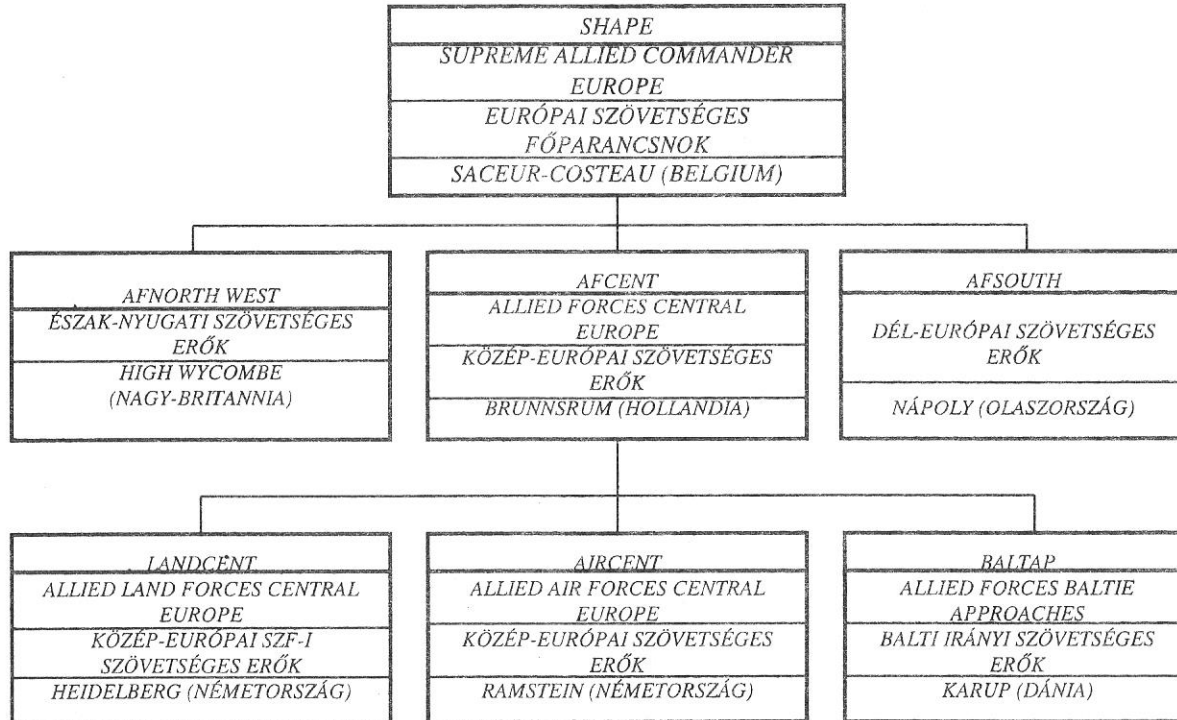 SHAPE
SUPREME ALLIED COMMANDER
EUROPE
EURÓPAI SZÖVETSÉGES
FŐPARANCSNOK
SACEUR-COSTEAU (BELGIUM)
AFNORTH WEST
ÉSZAK-NYUGATI SZÖVETSÉGES
ERŐK
HIGH WYCOMBE
(NAGY-BRITANNIA)
AFCENT
ALLIED FORCES CENTRAL
EUROPE
KÖZÉP-EURÓPAI SZÖVETSÉGES
ERŐK
BRUNNSRUM (HOLLANDIA)
AFSOUTH
DÉL-EURÓPAI SZÖVETSÉGES
ERŐK
NÁPOLY (OLASZORSZÁG)
LANDCENT
ALLIED LAND FORCES CENTRAL
EUROPE
KÖZÉP-EURÓPAI SZF-I
SZÖVETSÉGES ERŐK
HEIDELBERG (NÉMETORSZÁG)
AIRCENT
ALLIED AIR FORCES CENTRAL
EUROPE
KÖZÉP-EURÓPAI SZÖVETSÉGES
ERŐK
RAMSTEIN (NÉMETORSZÁG)
BALTAP
ALLIED FORCES BALTIE
APPROACHES
BALTI IRÁNYI SZÖVETSÉGES
ERŐK
KARUP (DÁNIA)